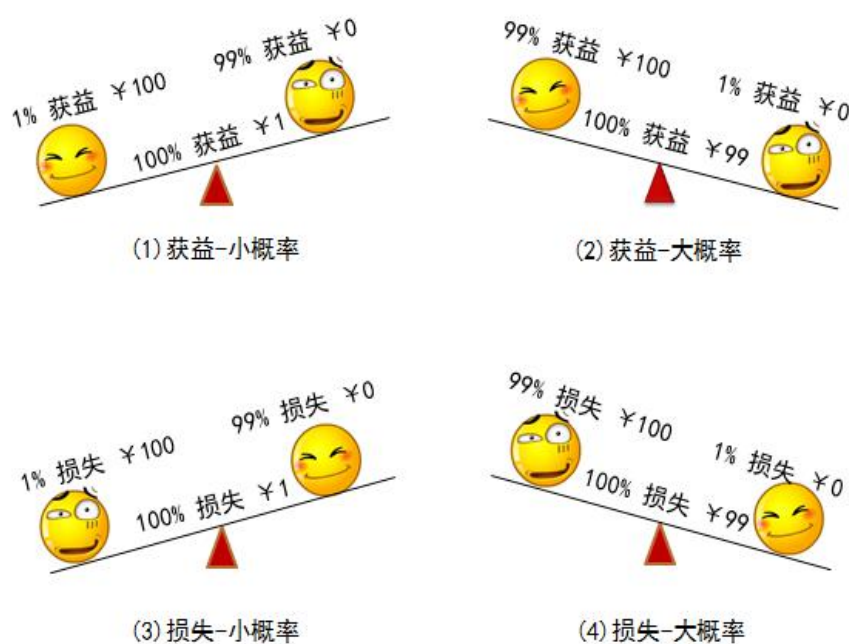 1% 获益 ￥100
99% 获益 ￥0
100% 获益 ￥1
(1)获益-小概率
99% 获益 ￥100
1% 获益 ￥0
100% 获益 ￥99
(2)获益-大概率
1% 损失 ￥100
99% 损失 ￥0
100% 损失 ￥1
(3)损失-小概率
99% 损失 ￥100
1% 损失 ￥0
100% 损失 ￥99
(4)损失-大概率